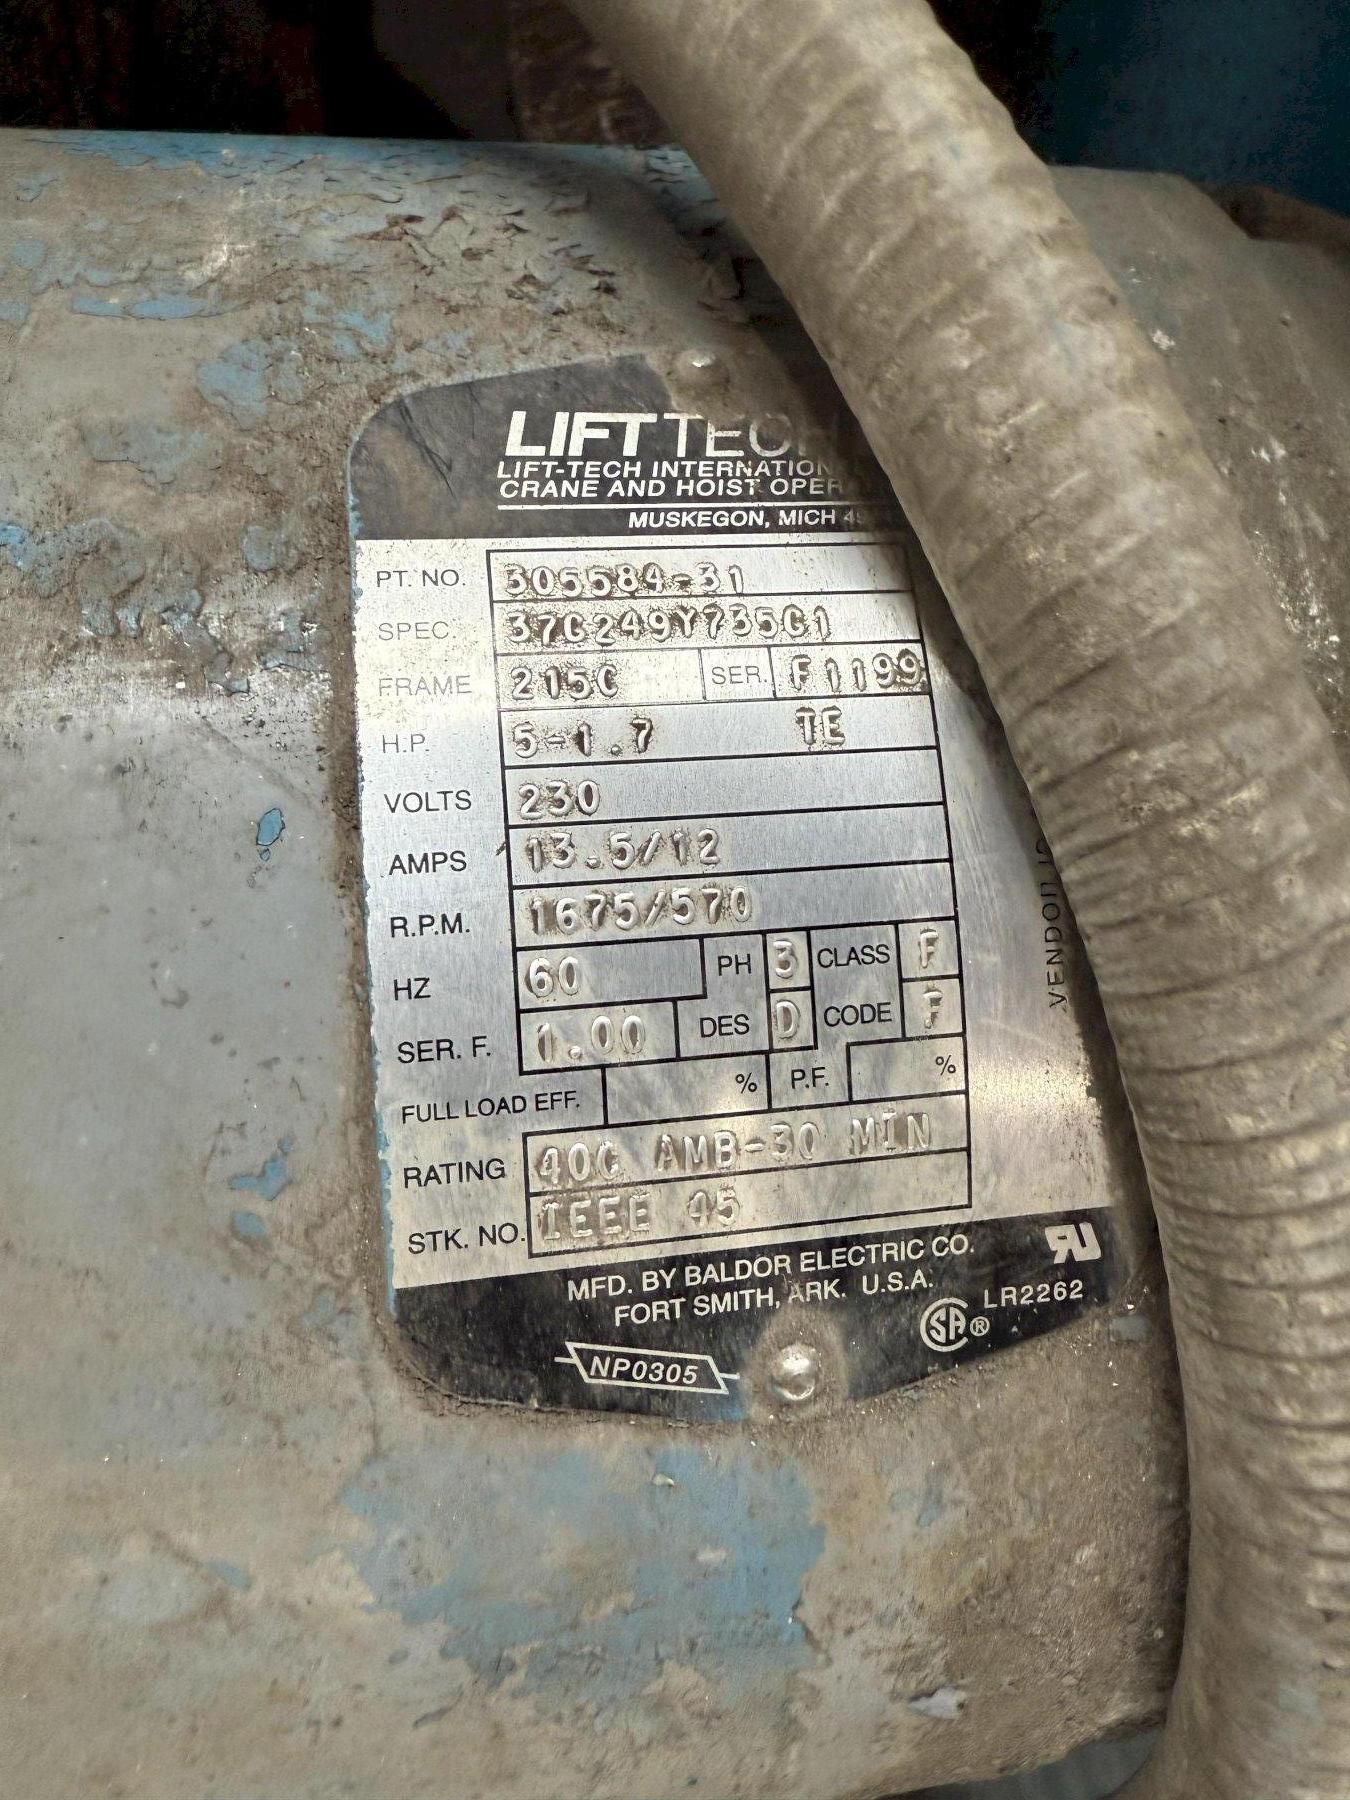 LIFTTECH
LIFT-TECH INTERNATION
CRANE AND HOIST OPER
MUSKEGON, MICH 4
PT. NO. 305584-31
SPEC. 37C249Y735C1
FRAME 215C SER. F1199
H.P. 5-1.7 TE
VOLTS 230
AMPS 13.5/12
R.P.M. 1675/570
HZ 60 PH 3 CLASS F
SER. F. 1.00 DES D CODE F
FULL LOAD EFF. % P.F. %
RATING 40C AMB-30 MIN
STK. NO. IEEE 45
MFD. BY BALDOR ELECTRIC CO.
FORT SMITH, ARK. U.S.A.
LR2262
NP0305
VENDOR